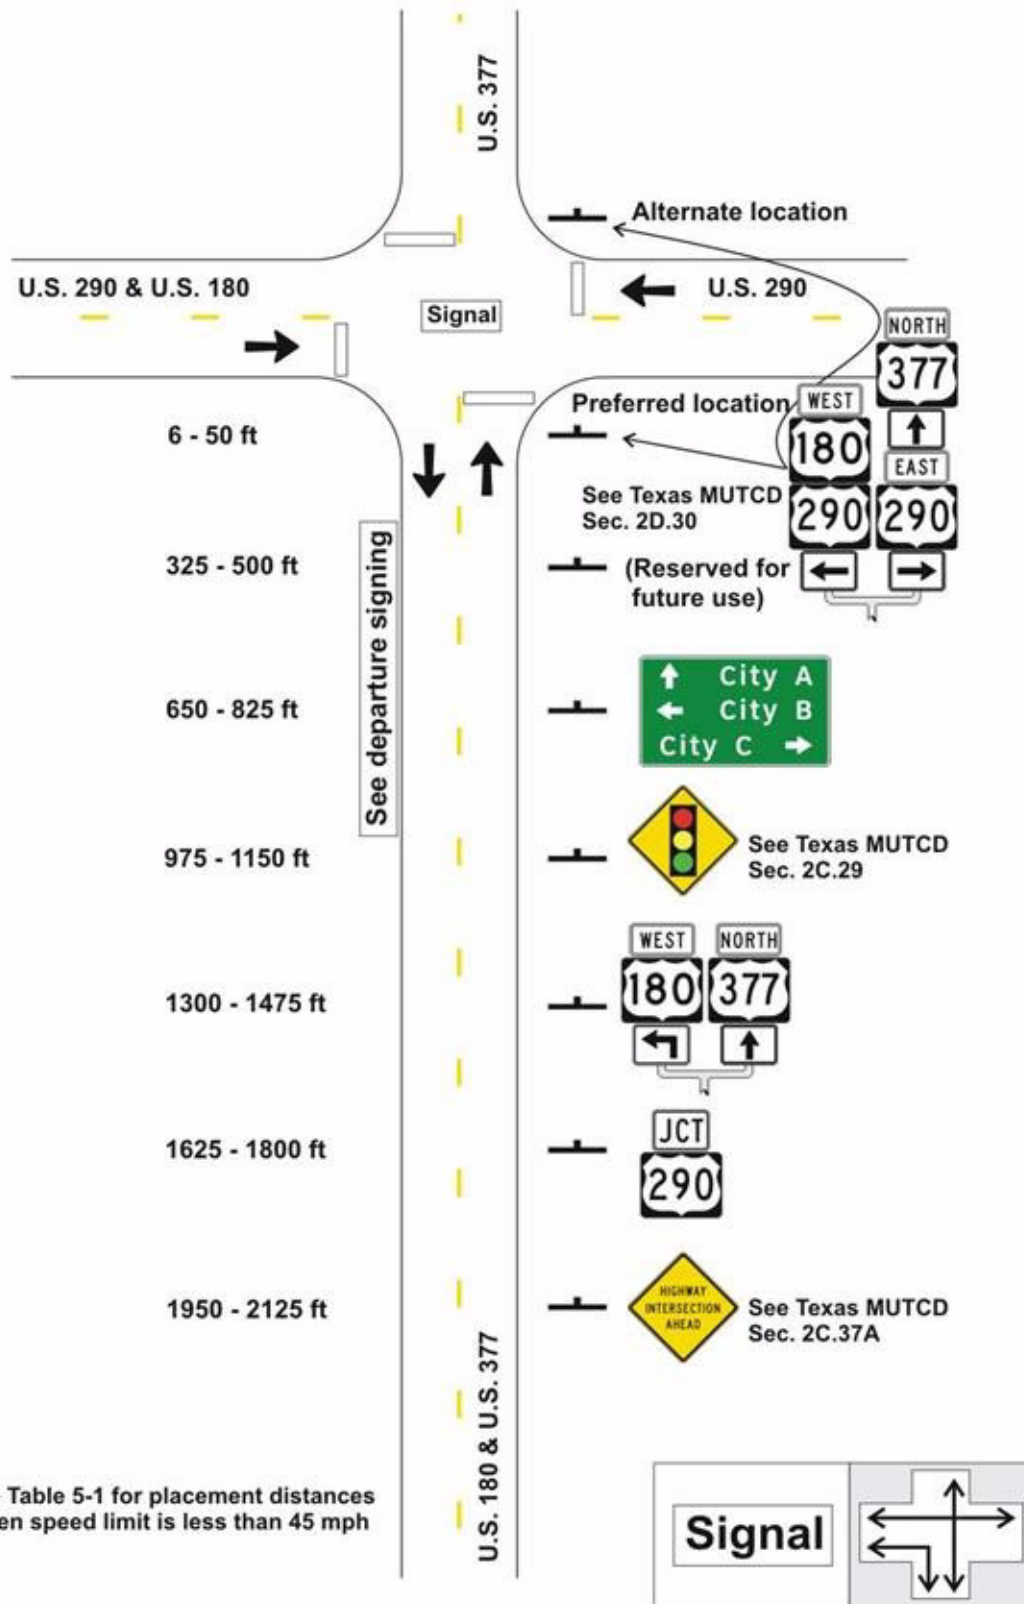 U.S. 377
Alternate location
U.S. 290 & U.S. 180
Signal
U.S. 290
NORTH
377
Preferred location
WEST
180
290
EAST
290
6 - 50 ft
See Texas MUTCD
Sec. 2D.30
See departure signing
325 - 500 ft
(Reserved for
future use)
650 - 825 ft
City A
City B
City C
975 - 1150 ft
See Texas MUTCD
Sec. 2C.29
1300 - 1475 ft
WEST
180
NORTH
377
1625 - 1800 ft
JCT
290
1950 - 2125 ft
HIGHWAY
INTERSECTION
AHEAD
See Texas MUTCD
Sec. 2C.37A
U.S. 180 & U.S. 377
Table 5-1 for placement distances
en speed limit is less than 45 mph
Signal